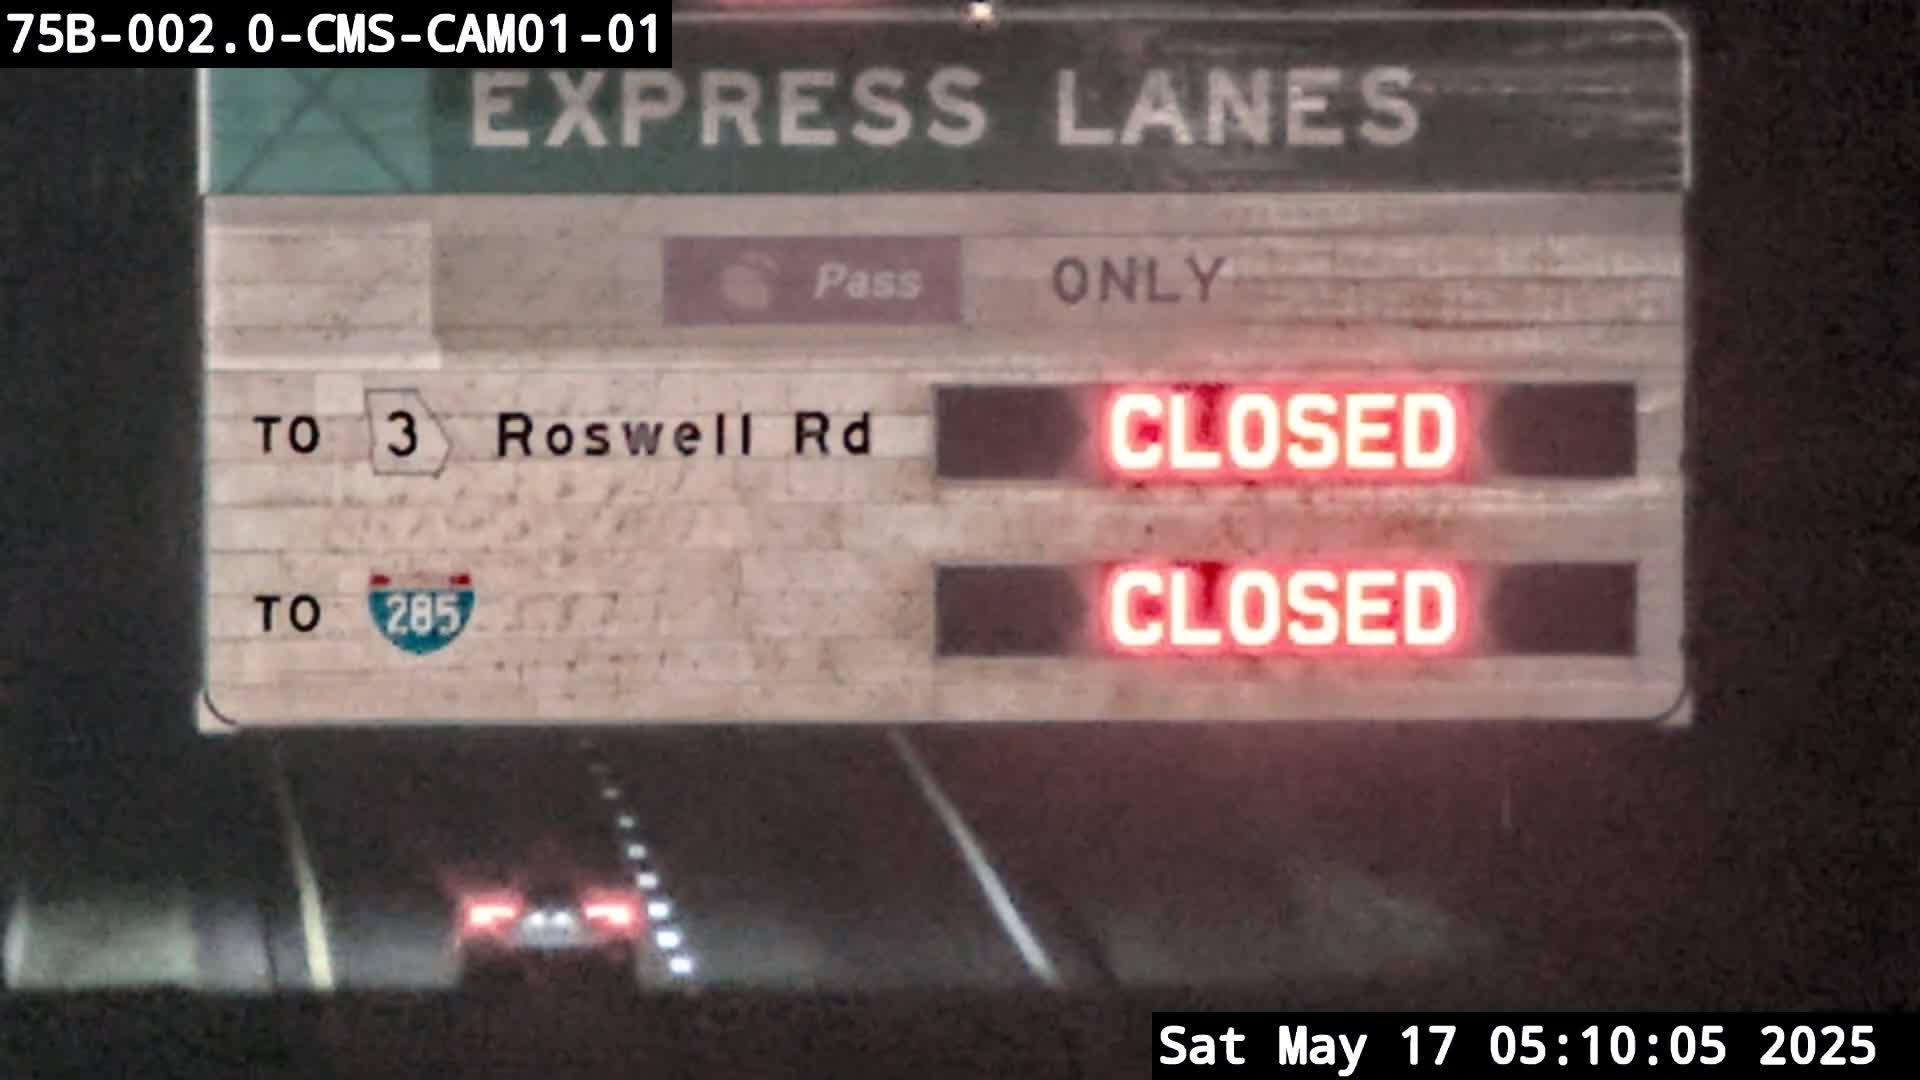 75B-002.0-CMS-CAM01-01
EXPRESS LANES
Pass ONLY
TO 3 Roswell Rd CLOSED
TO 285 CLOSED
Sat May 17 05:10:05 2025